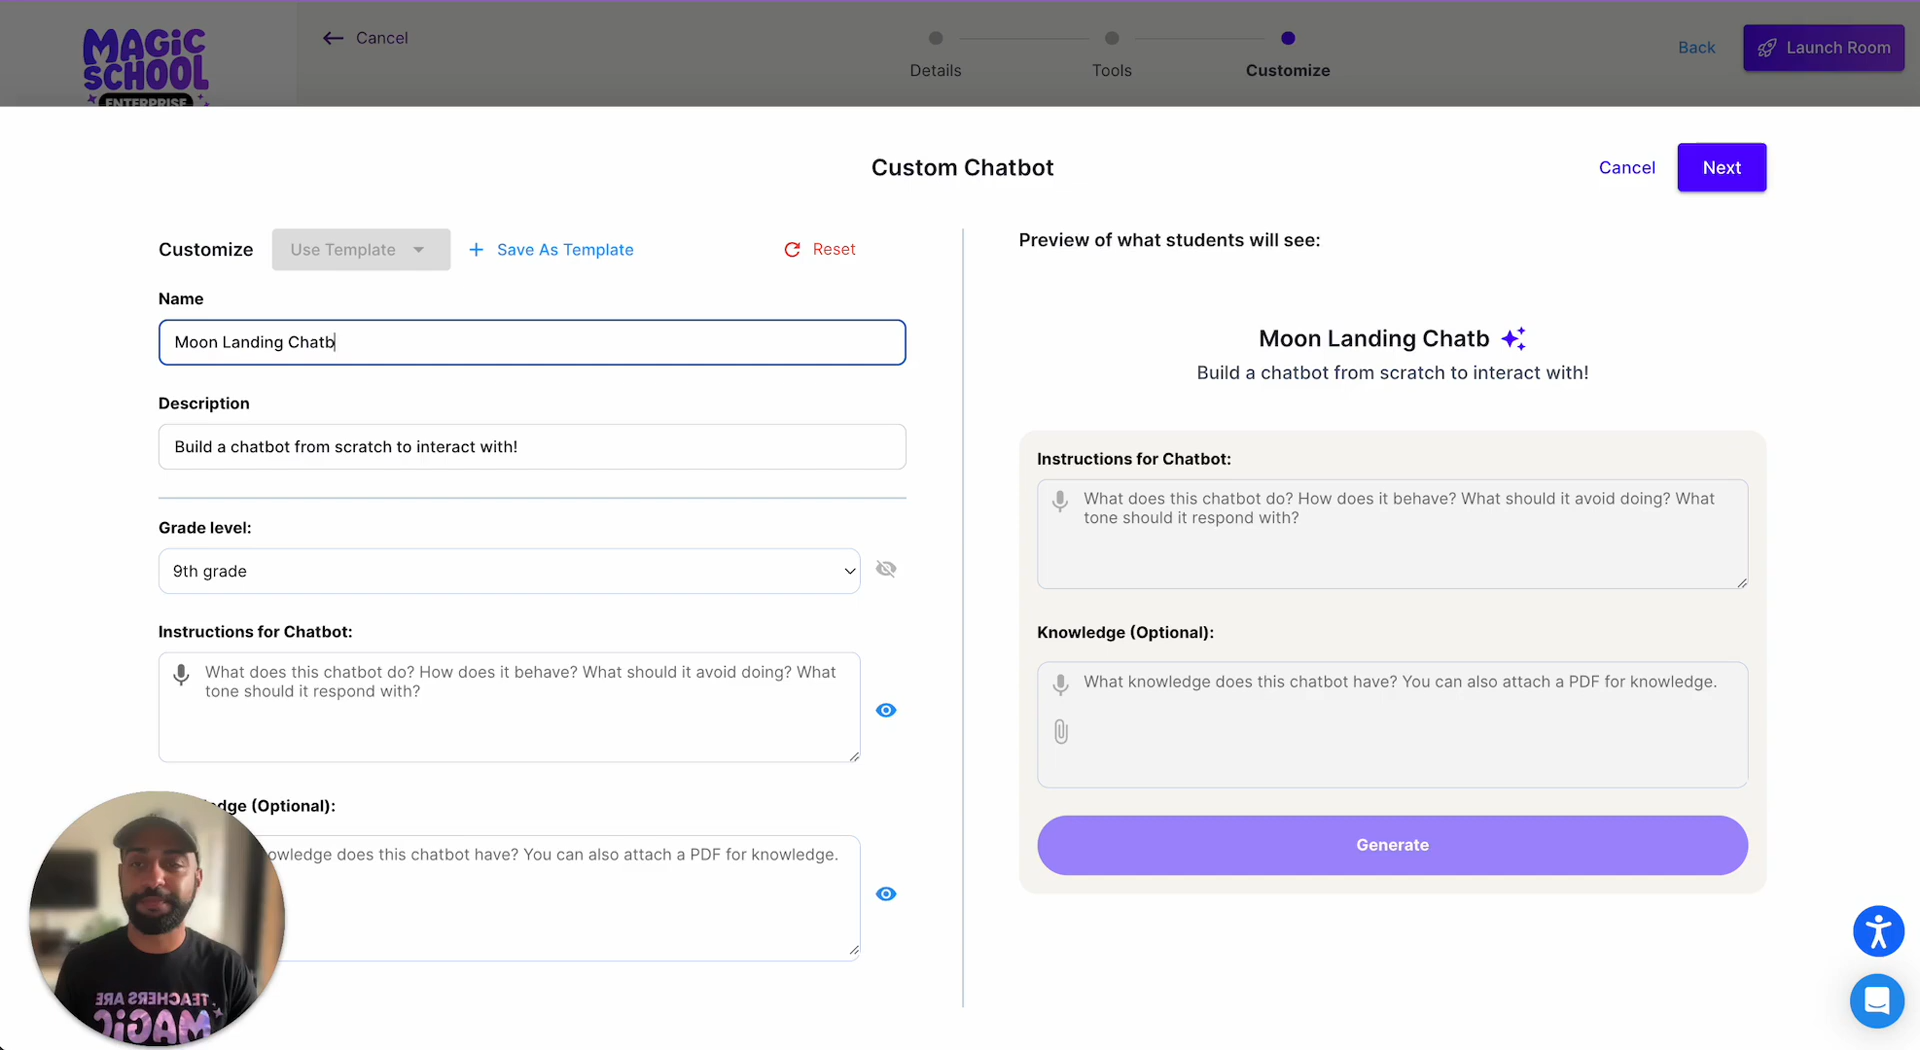 MAGIC
SCHOOL
ENTERPRISE
Cancel
Details
Tools
Customize
Back
Launch Room
Custom Chatbot
Cancel
Next
Customize
Use Template
Save As Template
Reset
Name
Moon Landing Chatb
Description
Build a chatbot from scratch to interact with!
Grade level:
9th grade
Instructions for Chatbot:
What does this chatbot do? How does it behave? What should it avoid doing? What
tone should it respond with?
(Optional):
does this chatbot have? You can also attach a PDF for knowledge.
TEACHERS ARE
MAGIC
Preview of what students will see:
Moon Landing Chatb
Build a chatbot from scratch to interact with!
Instructions for Chatbot:
What does this chatbot do? How does it behave? What should it avoid doing? What
tone should it respond with?
Knowledge (Optional):
What knowledge does this chatbot have? You can also attach a PDF for knowledge.
Generate